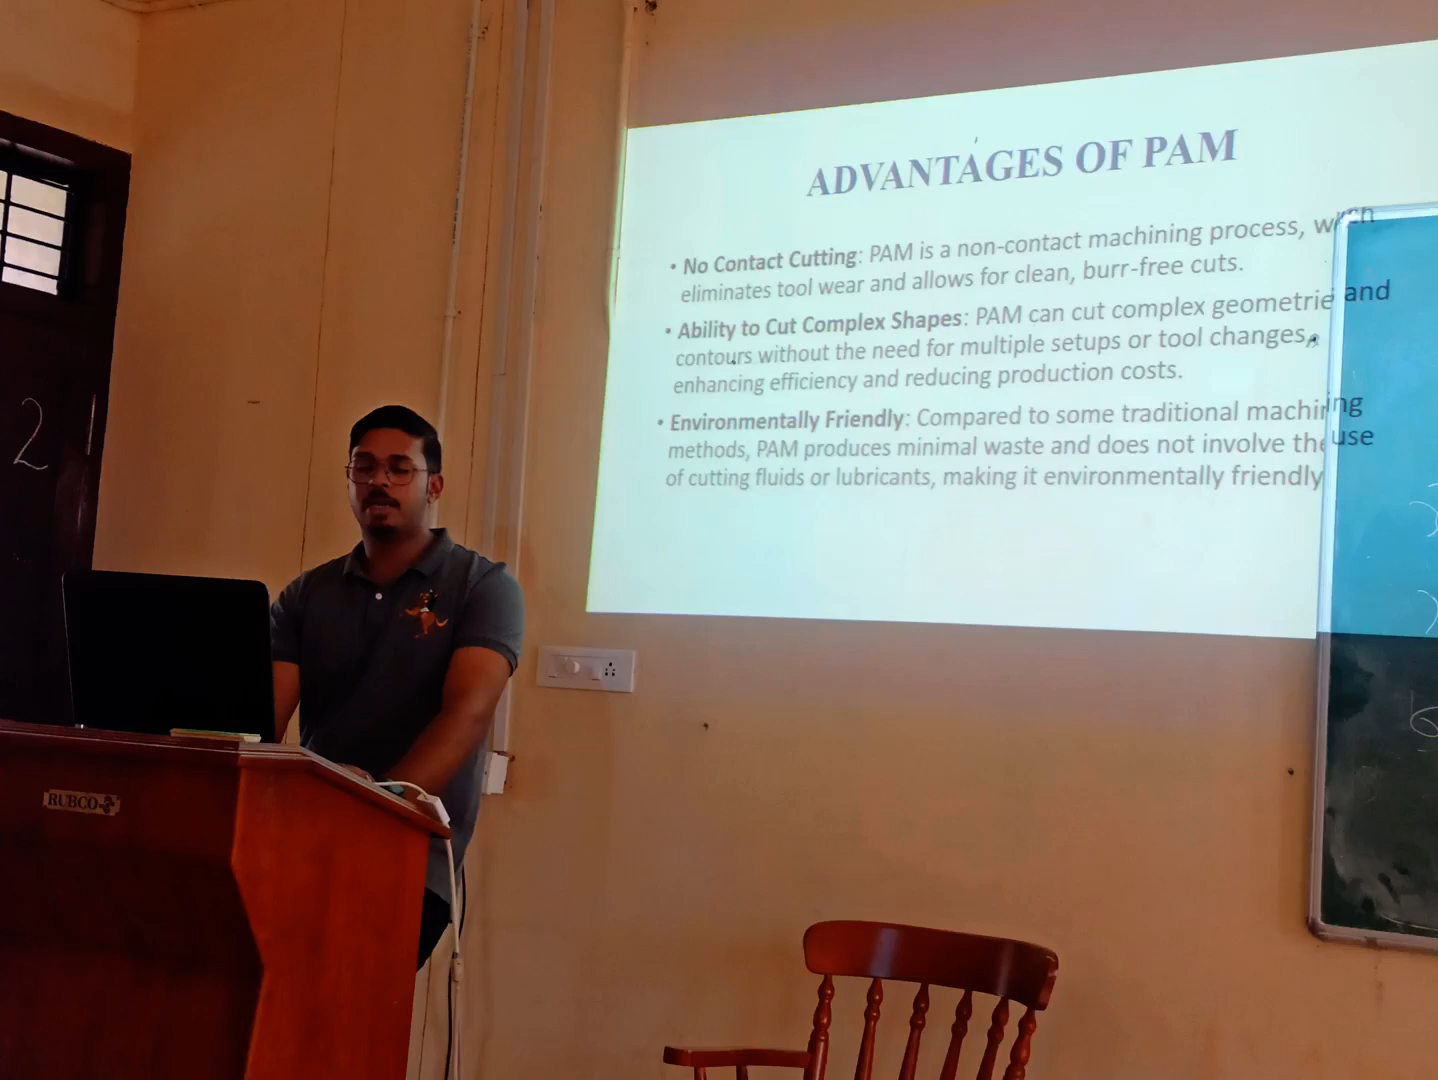 ADVANTAGES OF PAM
• No Contact Cutting: PAM is a non-contact machining process, which
eliminates tool wear and allows for clean, burr-free cuts.
• Ability to Cut Complex Shapes: PAM can cut complex geometrie and
contours without the need for multiple setups or tool changes,
enhancing efficiency and reducing production costs.
• Environmentally Friendly: Compared to some traditional machining
methods, PAM produces minimal waste and does not involve the use
of cutting fluids or lubricants, making it environmentally friendly
2
RUBCO